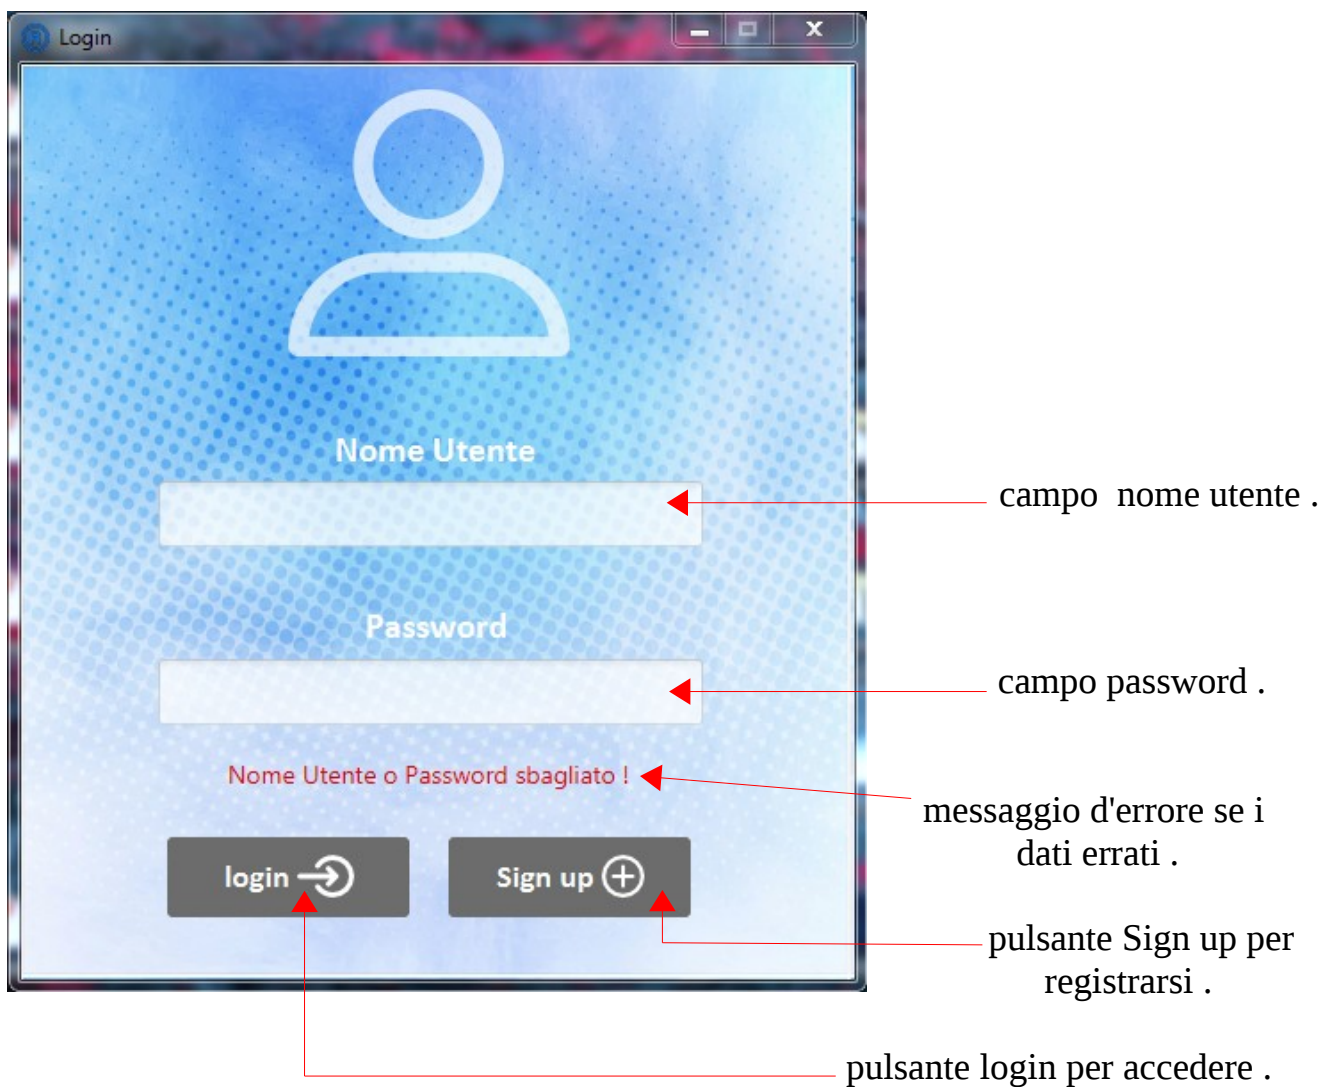 Login
Nome Utente
campo  nome utente .
Password
campo password .
Nome Utente o Password sbagliato !
messaggio d'errore se i
dati errati .
login
Sign up
pulsante Sign up per
registrarsi .
pulsante login per accedere .